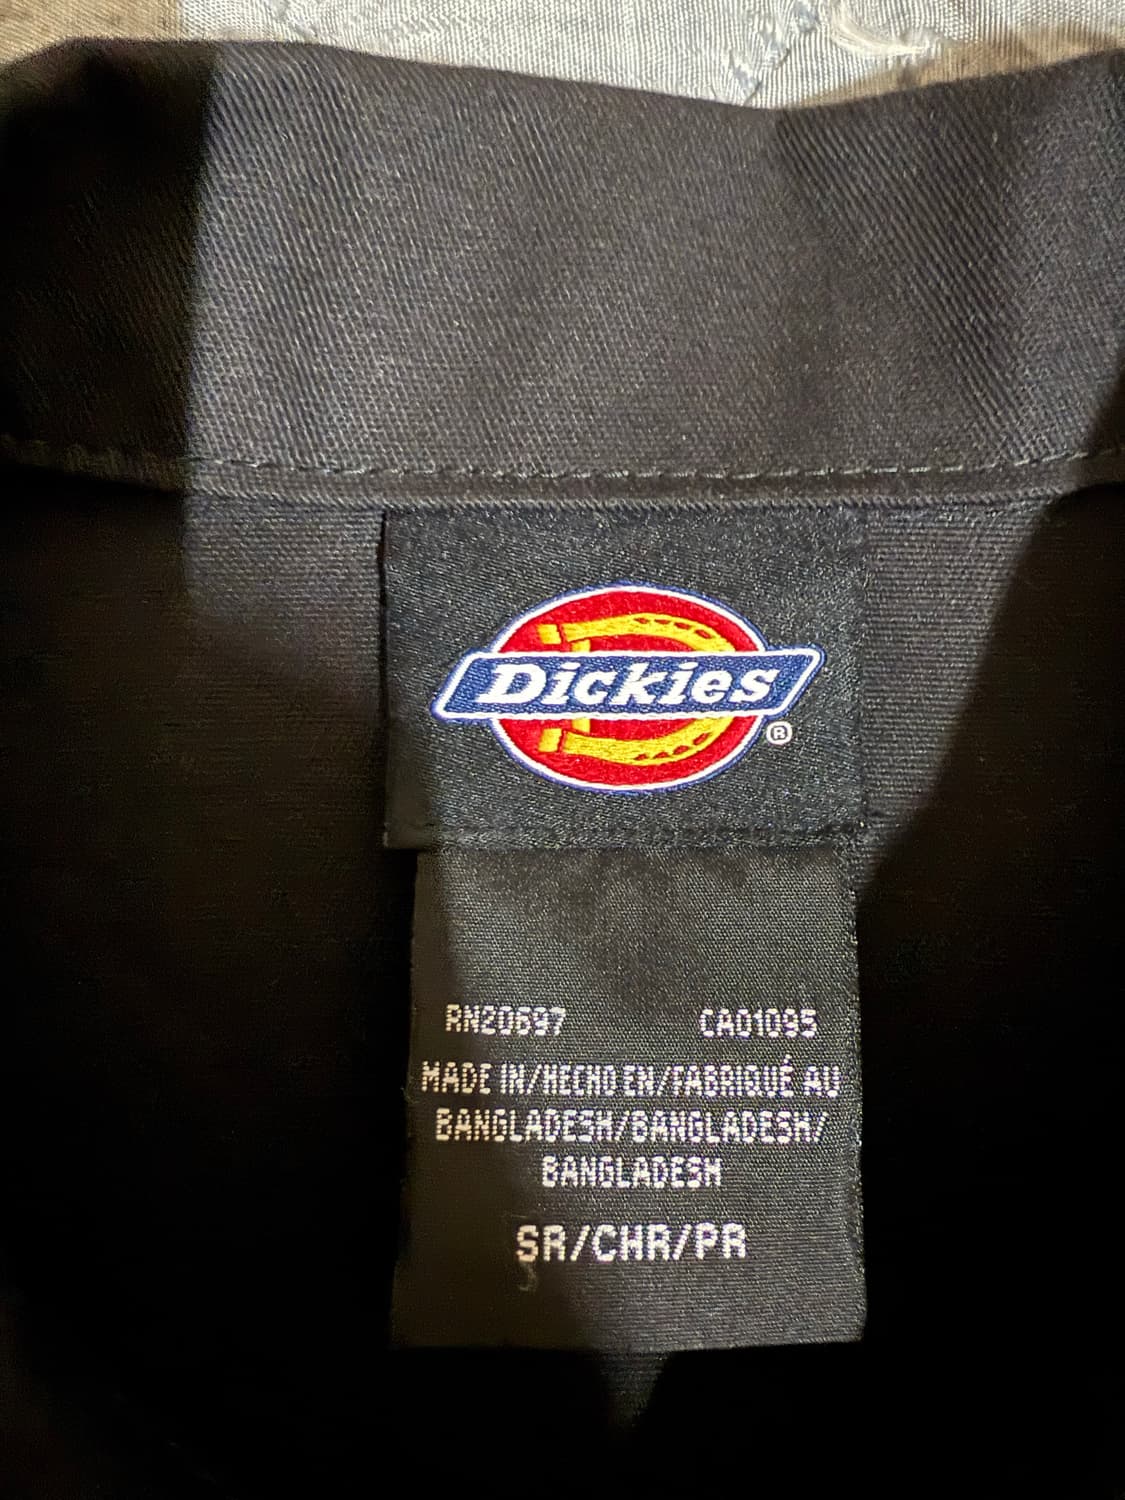 Dickies®
RN20697 CA01095
MADE IN/HECHO EN/FABRIQUÉ AU
BANGLADESH/BANGLADESH/
BANGLADESH
SR/CHR/PR